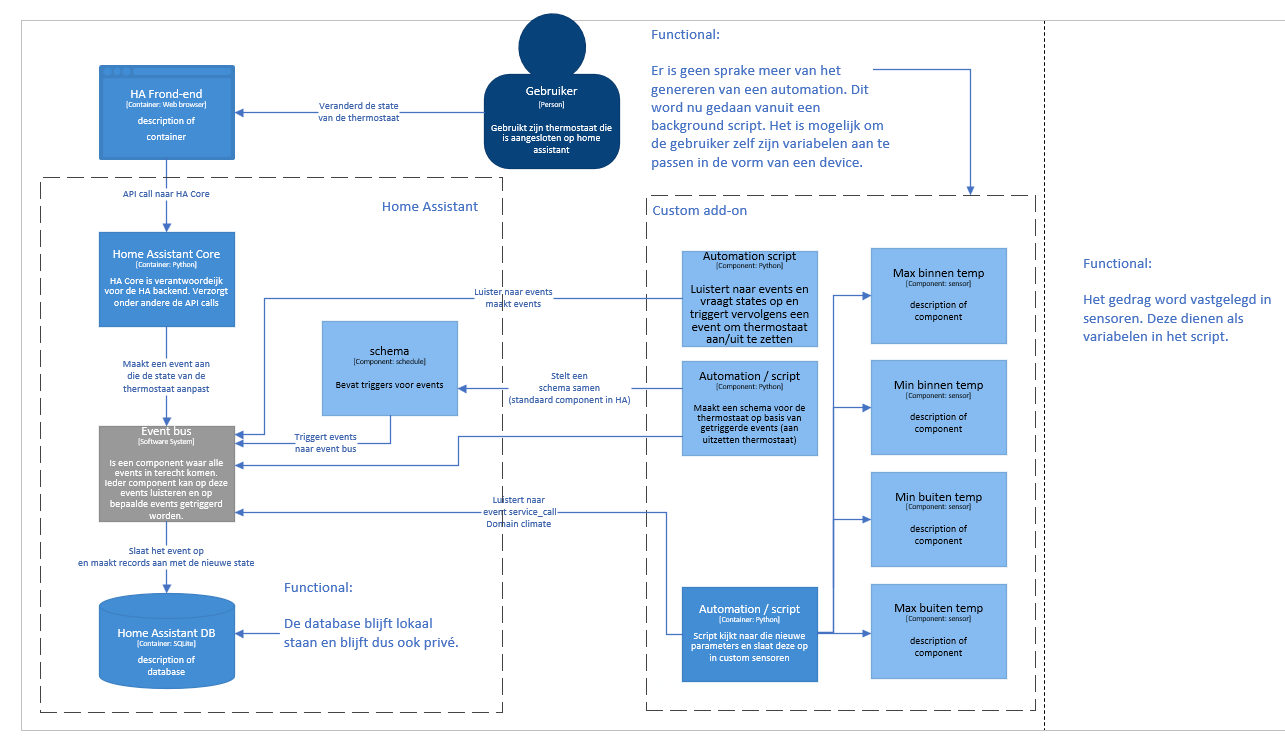 Functional:
Er is geen sprake meer van het
genereren van een automation. Dit
word nu gedaan vanuit een
background script. Het is mogelijk om
de gebruiker zelf zijn variabelen aan te
passen in de vorm van een device.
Gebruiker
[Person]
Gebruikt zijn thermostaat die
is aangesloten op home
assistant
Veranderd de state
van de thermostaat
HA Frond-end
[Container: Web browser]
description of
container
API call naar HA Core
Home Assistant
Home Assistant Core
[Container: Python]
HA Core is verantwoordeijk
voor de HA backend. Verzorgt
onder andere de API calls
Maakt een event aan
die de state van de
thermostaat aanpast
Event bus
[Software System]
Is een component waar alle
events in terecht komen.
Ieder component kan op deze
events luisteren en op
bepaalde events getriggerd
worden.
Slaat het event op
en maakt records aan met de nieuwe state
Home Assistant DB
[Container: SQLite]
description of
database
Functional:
De database blijft lokaal
staan en blijft dus ook privé.
schema
[Component: schedule]
Bevat triggers voor events
Triggert events
naar event bus
Luister naar events
maakt events
Stelt een
schema samen
(standaard component in HA)
Luistert naar
event service_call
Domain climate
Custom add-on
Automation script
[Component: Python]
Luistert naar events en
vraagt states op en
triggert vervolgens een
event om thermostaat
aan/uit te zetten
Automation / script
[Component: Python]
Maakt een schema voor de
thermostaat op basis van
getriggerde events (aan
uitzetten thermostaat)
Automation / script
[Container: Python]
Script kijkt naar die nieuwe
parameters en slaat deze op
in custom sensoren
Max binnen temp
[Component: sensor]
description of
component
Min binnen temp
[Component: sensor]
description of
component
Min buiten temp
[Component: sensor]
description of
component
Max buiten temp
[Component: sensor]
description of
component
Functional:
Het gedrag word vastgelegd in
sensoren. Deze dienen als
variabelen in het script.